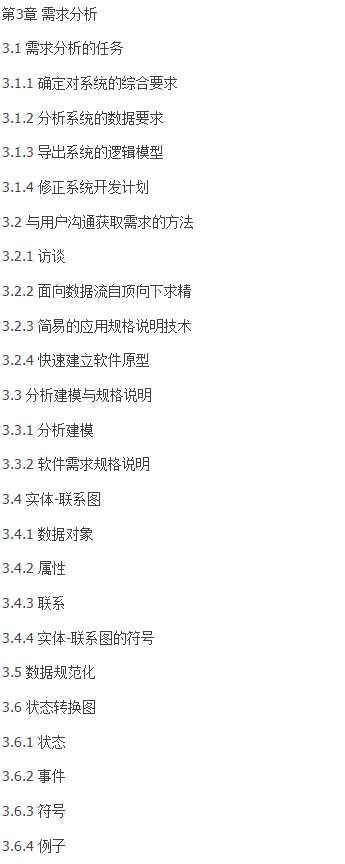 第3章 需求分析
3.1 需求分析的任务
3.1.1 确定对系统的综合要求
3.1.2 分析系统的数据要求
3.1.3 导出系统的逻辑模型
3.1.4 修正系统开发计划
3.2 与用户沟通获取需求的方法
3.2.1 访谈
3.2.2 面向数据流自顶向下求精
3.2.3 简易的应用规格说明技术
3.2.4 快速建立软件原型
3.3 分析建模与规格说明
3.3.1 分析建模
3.3.2 软件需求规格说明
3.4 实体-联系图
3.4.1 数据对象
3.4.2 属性
3.4.3 联系
3.4.4 实体-联系图的符号
3.5 数据规范化
3.6 状态转换图
3.6.1 状态
3.6.2 事件
3.6.3 符号
3.6.4 例子